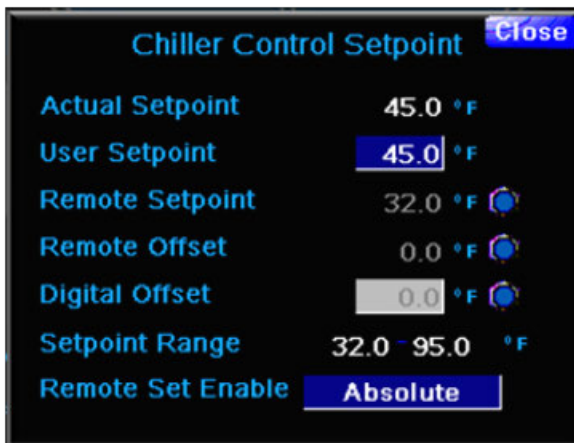 Chiller Control Setpoint Close
Actual Setpoint 45.0 °F
User Setpoint 45.0 °F
Remote Setpoint 32.0 °F
Remote Offset 0.0 °F
Digital Offset 0.0 °F
Setpoint Range 32.0 - 95.0 °F
Remote Set Enable Absolute